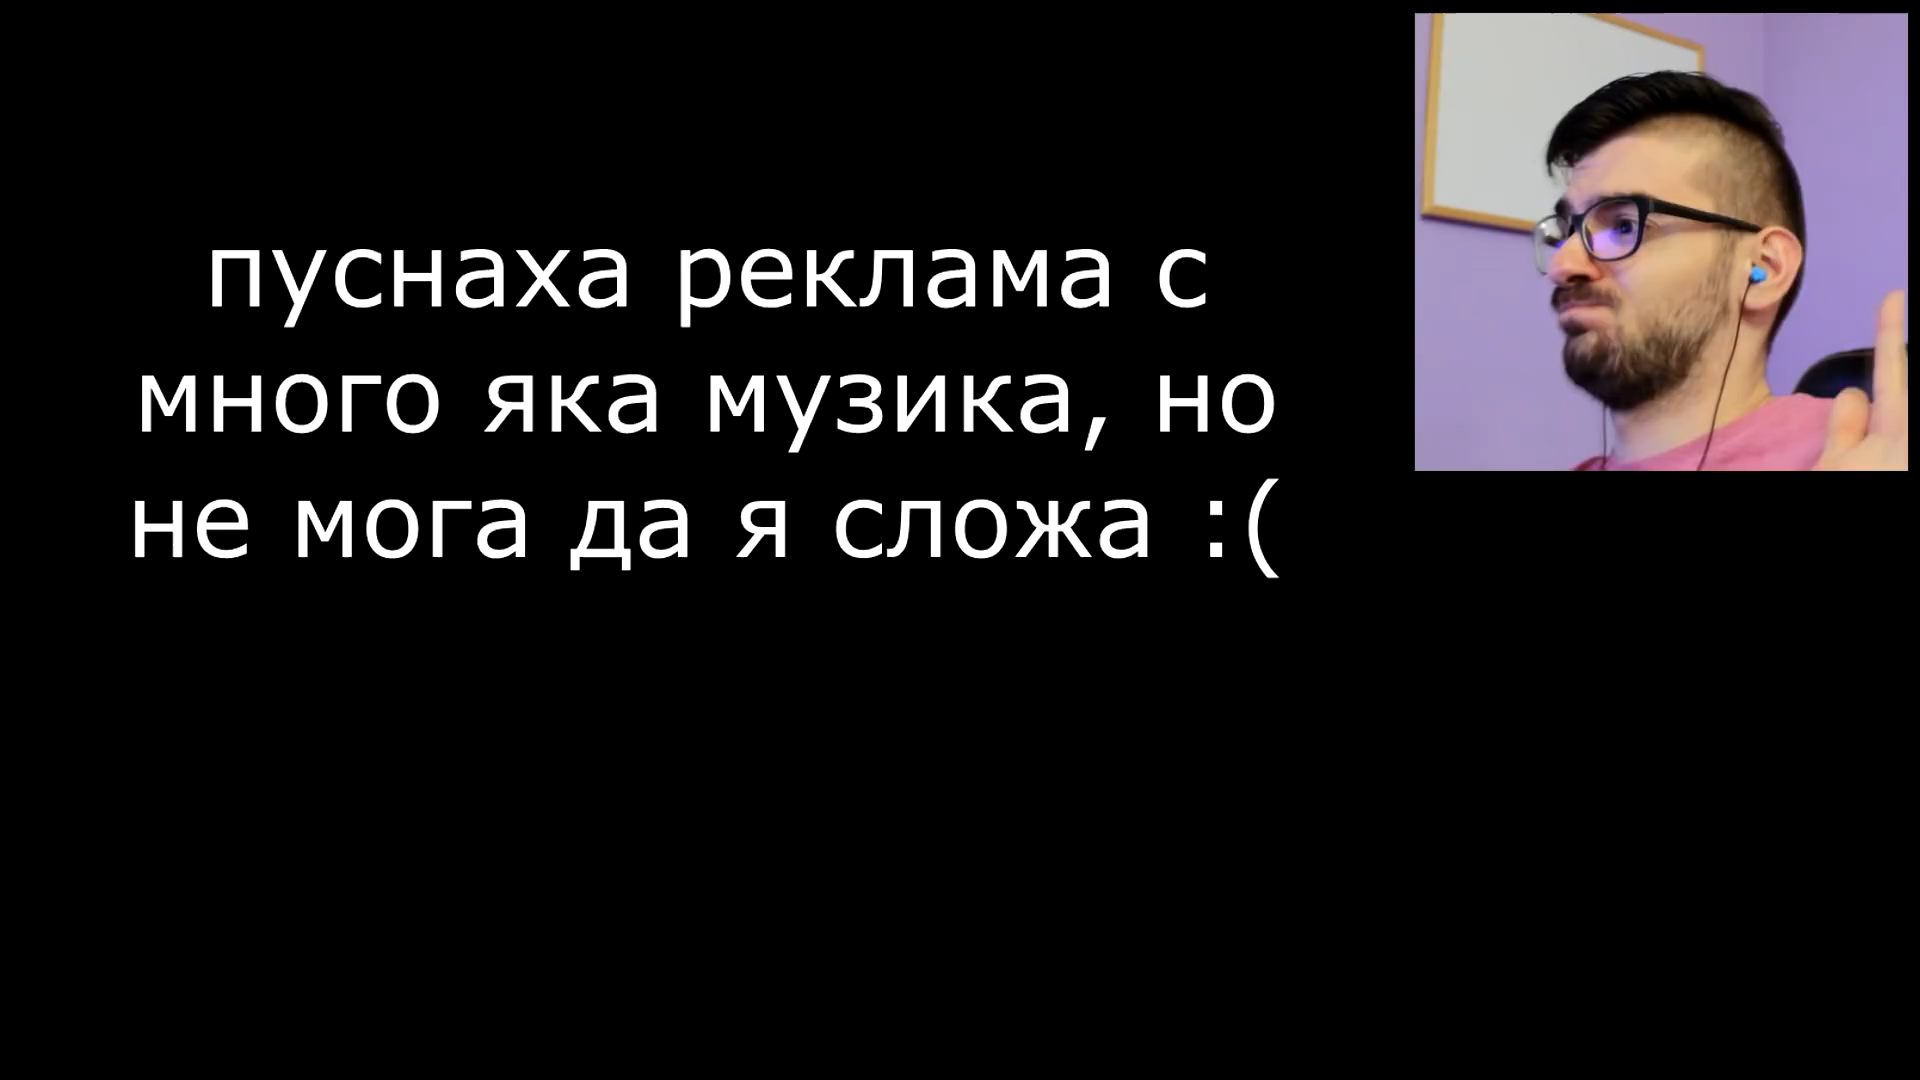 пуснаха реклама с
много яка музика, но
не мога да я сложа :(